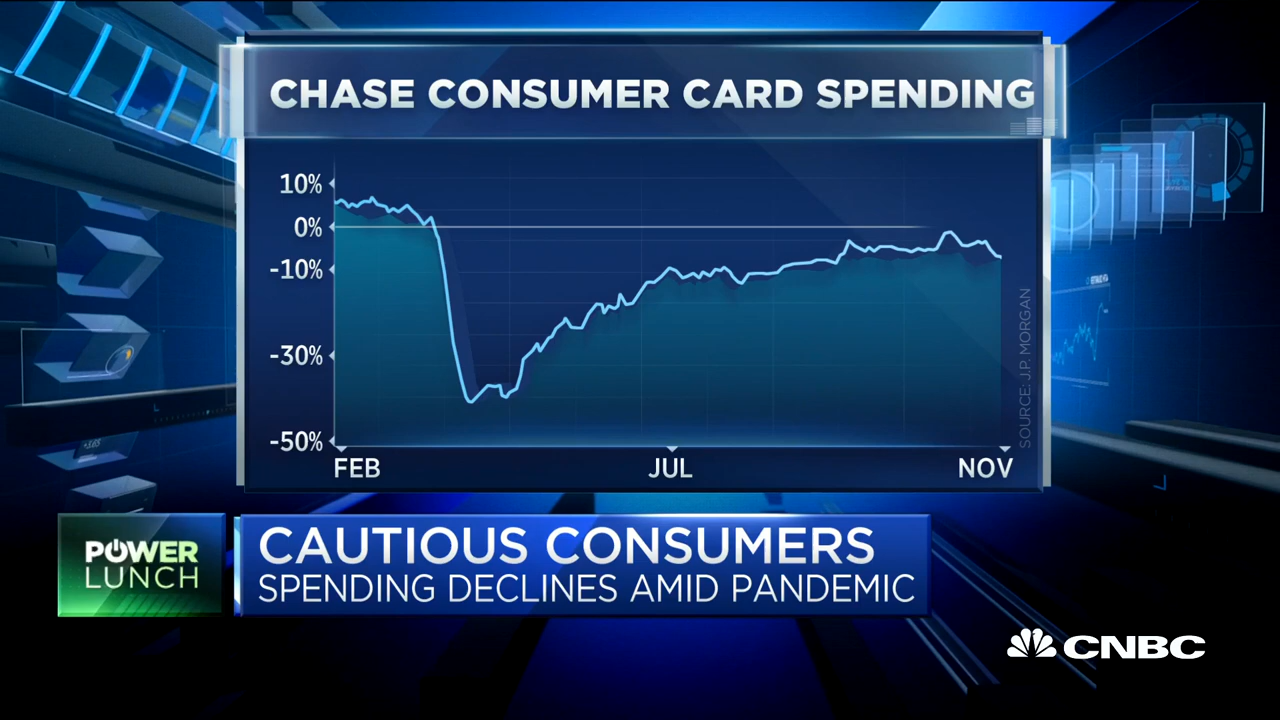 CHASE CONSUMER CARD SPENDING
10%
0%
-10%
-30%
-50%
FEB JUL NOV
SOURCE: J.P. MORGAN
POWER
LUNCH
CAUTIOUS CONSUMERS
SPENDING DECLINES AMID PANDEMIC
CNBC